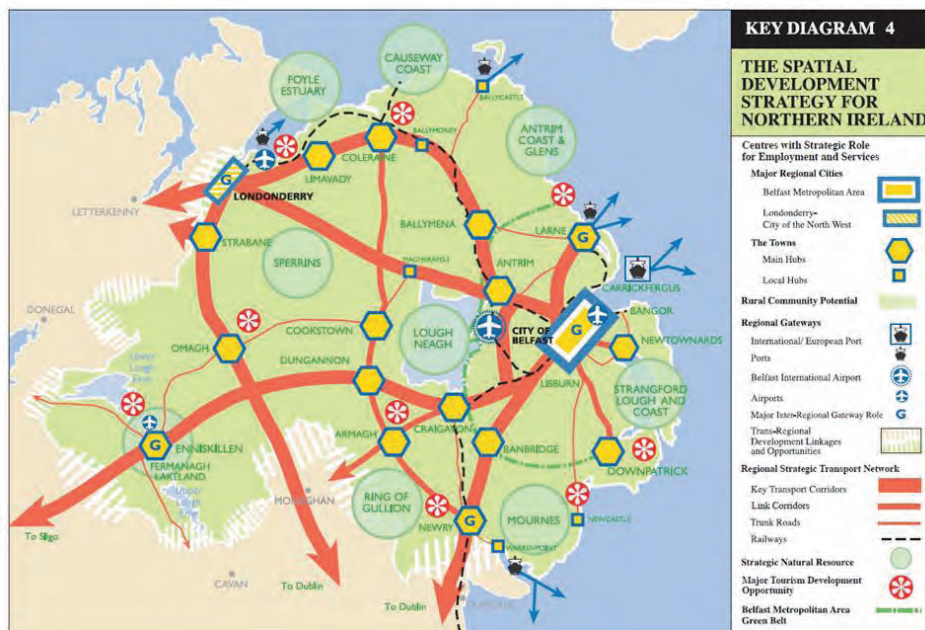 KEY DIAGRAM 4
THE SPATIAL
DEVELOPMENT
STRATEGY FOR
NORTHERN IRELAND
Centres with Strategic Role
for Employment and Services
Major Regional Cities
Belfast Metropolitan Area
Londonderry-
City of the North West
The Towns
Main Hubs
Local Hubs
Rural Community Potential
Regional Gateways
International/ European Port
Ports
Belfast International Airport
Airports
G
Major Inter-Regional Gateway Role
Trans-Regional
Development Linkages
and Opportunities
Regional Strategic Transport Network
Key Transport Corridors
Link Corridors
Trunk Roads
Railways
Strategic Natural Resource
Major Tourism Development
Opportunity
Belfast Metropolitan Area
Green Belt
CAUSEWAY
COAST
FOYLE
ESTUARY
BALLYCASTLE
ANTRIM
COAST &
GLENS
BALLYMONEY
COLERAINE
LIMAVADY
G
LONDONDERRY
LETTERKENNY
STRABANE
BALLYMENA
G
LARNE
SPERRINS
MAGHERAFELT
ANTRIM
CARRICKFERGUS
DONEGAL
COOKSTOWN
LOUGH
NEAGH
CITY OF
BELFAST
G
BANGOR
NEWTOWNARDS
OMAGH
DUNGANNON
LISBURN
STRANGFORD
LOUGH AND
COAST
Lower
Lough
Erne
ARMAGH
CRAIGAVON
BANBRIDGE
DOWNPATRICK
G
ENNISKILLEN
FERMANAGH
LAKELAND
Upper
Lough
Erne
MONAGHAN
RING OF
GULLION
NEWRY
G
MOURNES
NEWCASTLE
WARRENPOINT
To Sligo
CAVAN
To Dublin
To Dublin
DUNDALK